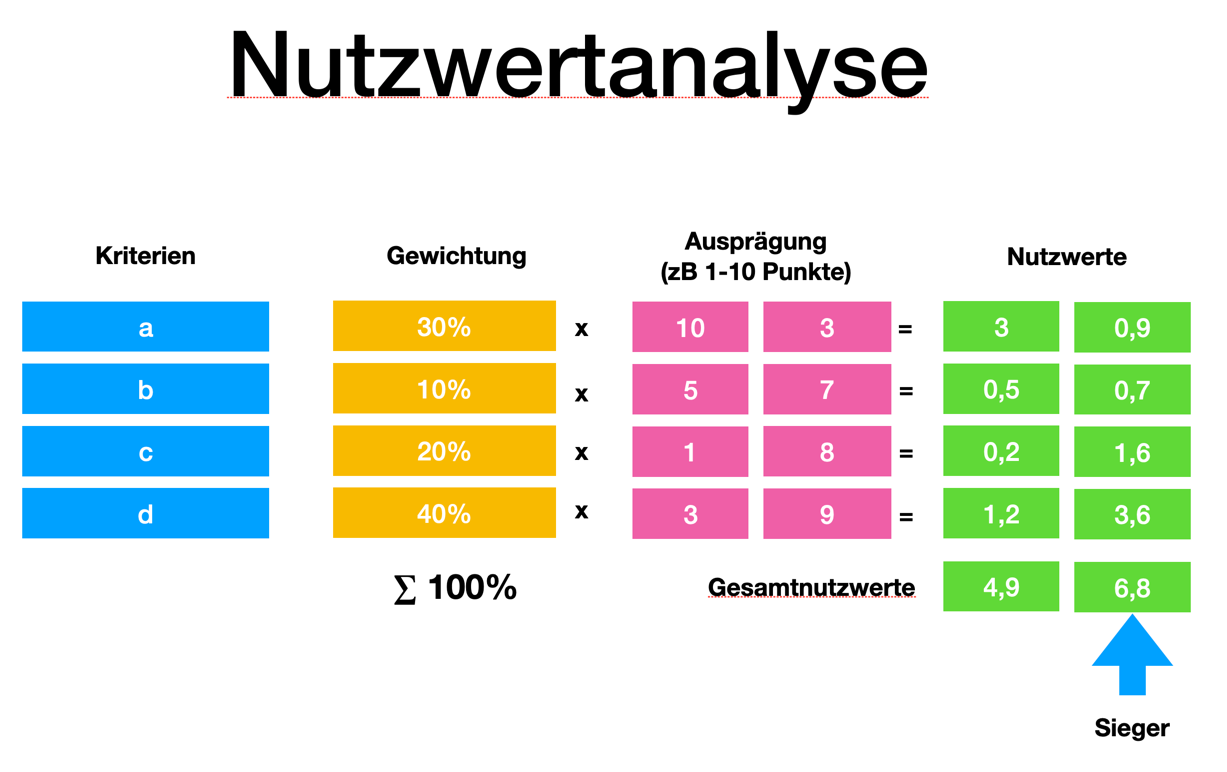 Nutzwertanalyse
Kriterien Gewichtung Ausprägung Nutzwerte
(zB 1-10 Punkte)
a 30% x 10 3 = 3 0,9
b 10% x 5 7 = 0,5 0,7
c 20% x 1 8 = 0,2 1,6
d 40% x 3 9 = 1,2 3,6
∑ 100% Gesamtnutzwerte 4,9 6,8
Sieger